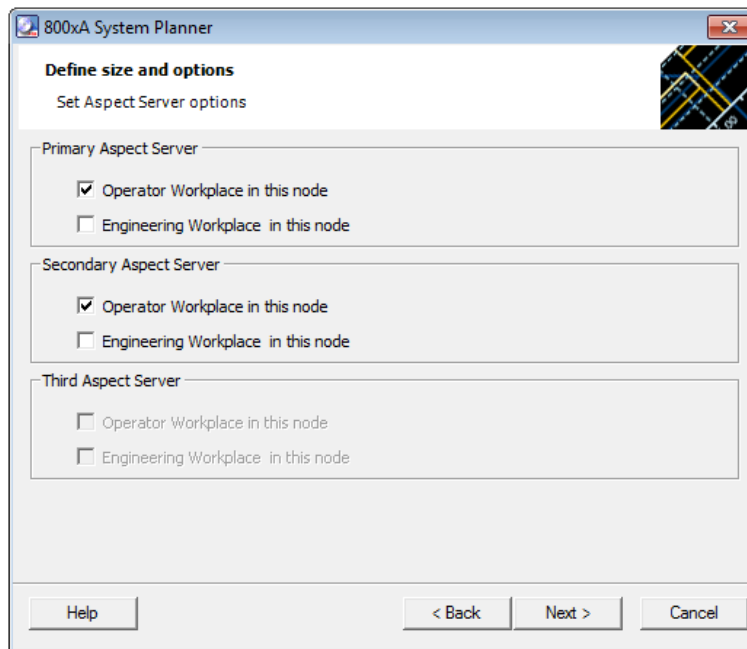 800xA System Planner
Define size and options
Set Aspect Server options
Primary Aspect Server
Operator Workplace in this node
Engineering Workplace in this node
Secondary Aspect Server
Operator Workplace in this node
Engineering Workplace in this node
Third Aspect Server
Operator Workplace in this node
Engineering Workplace in this node
Help
< Back
Next >
Cancel